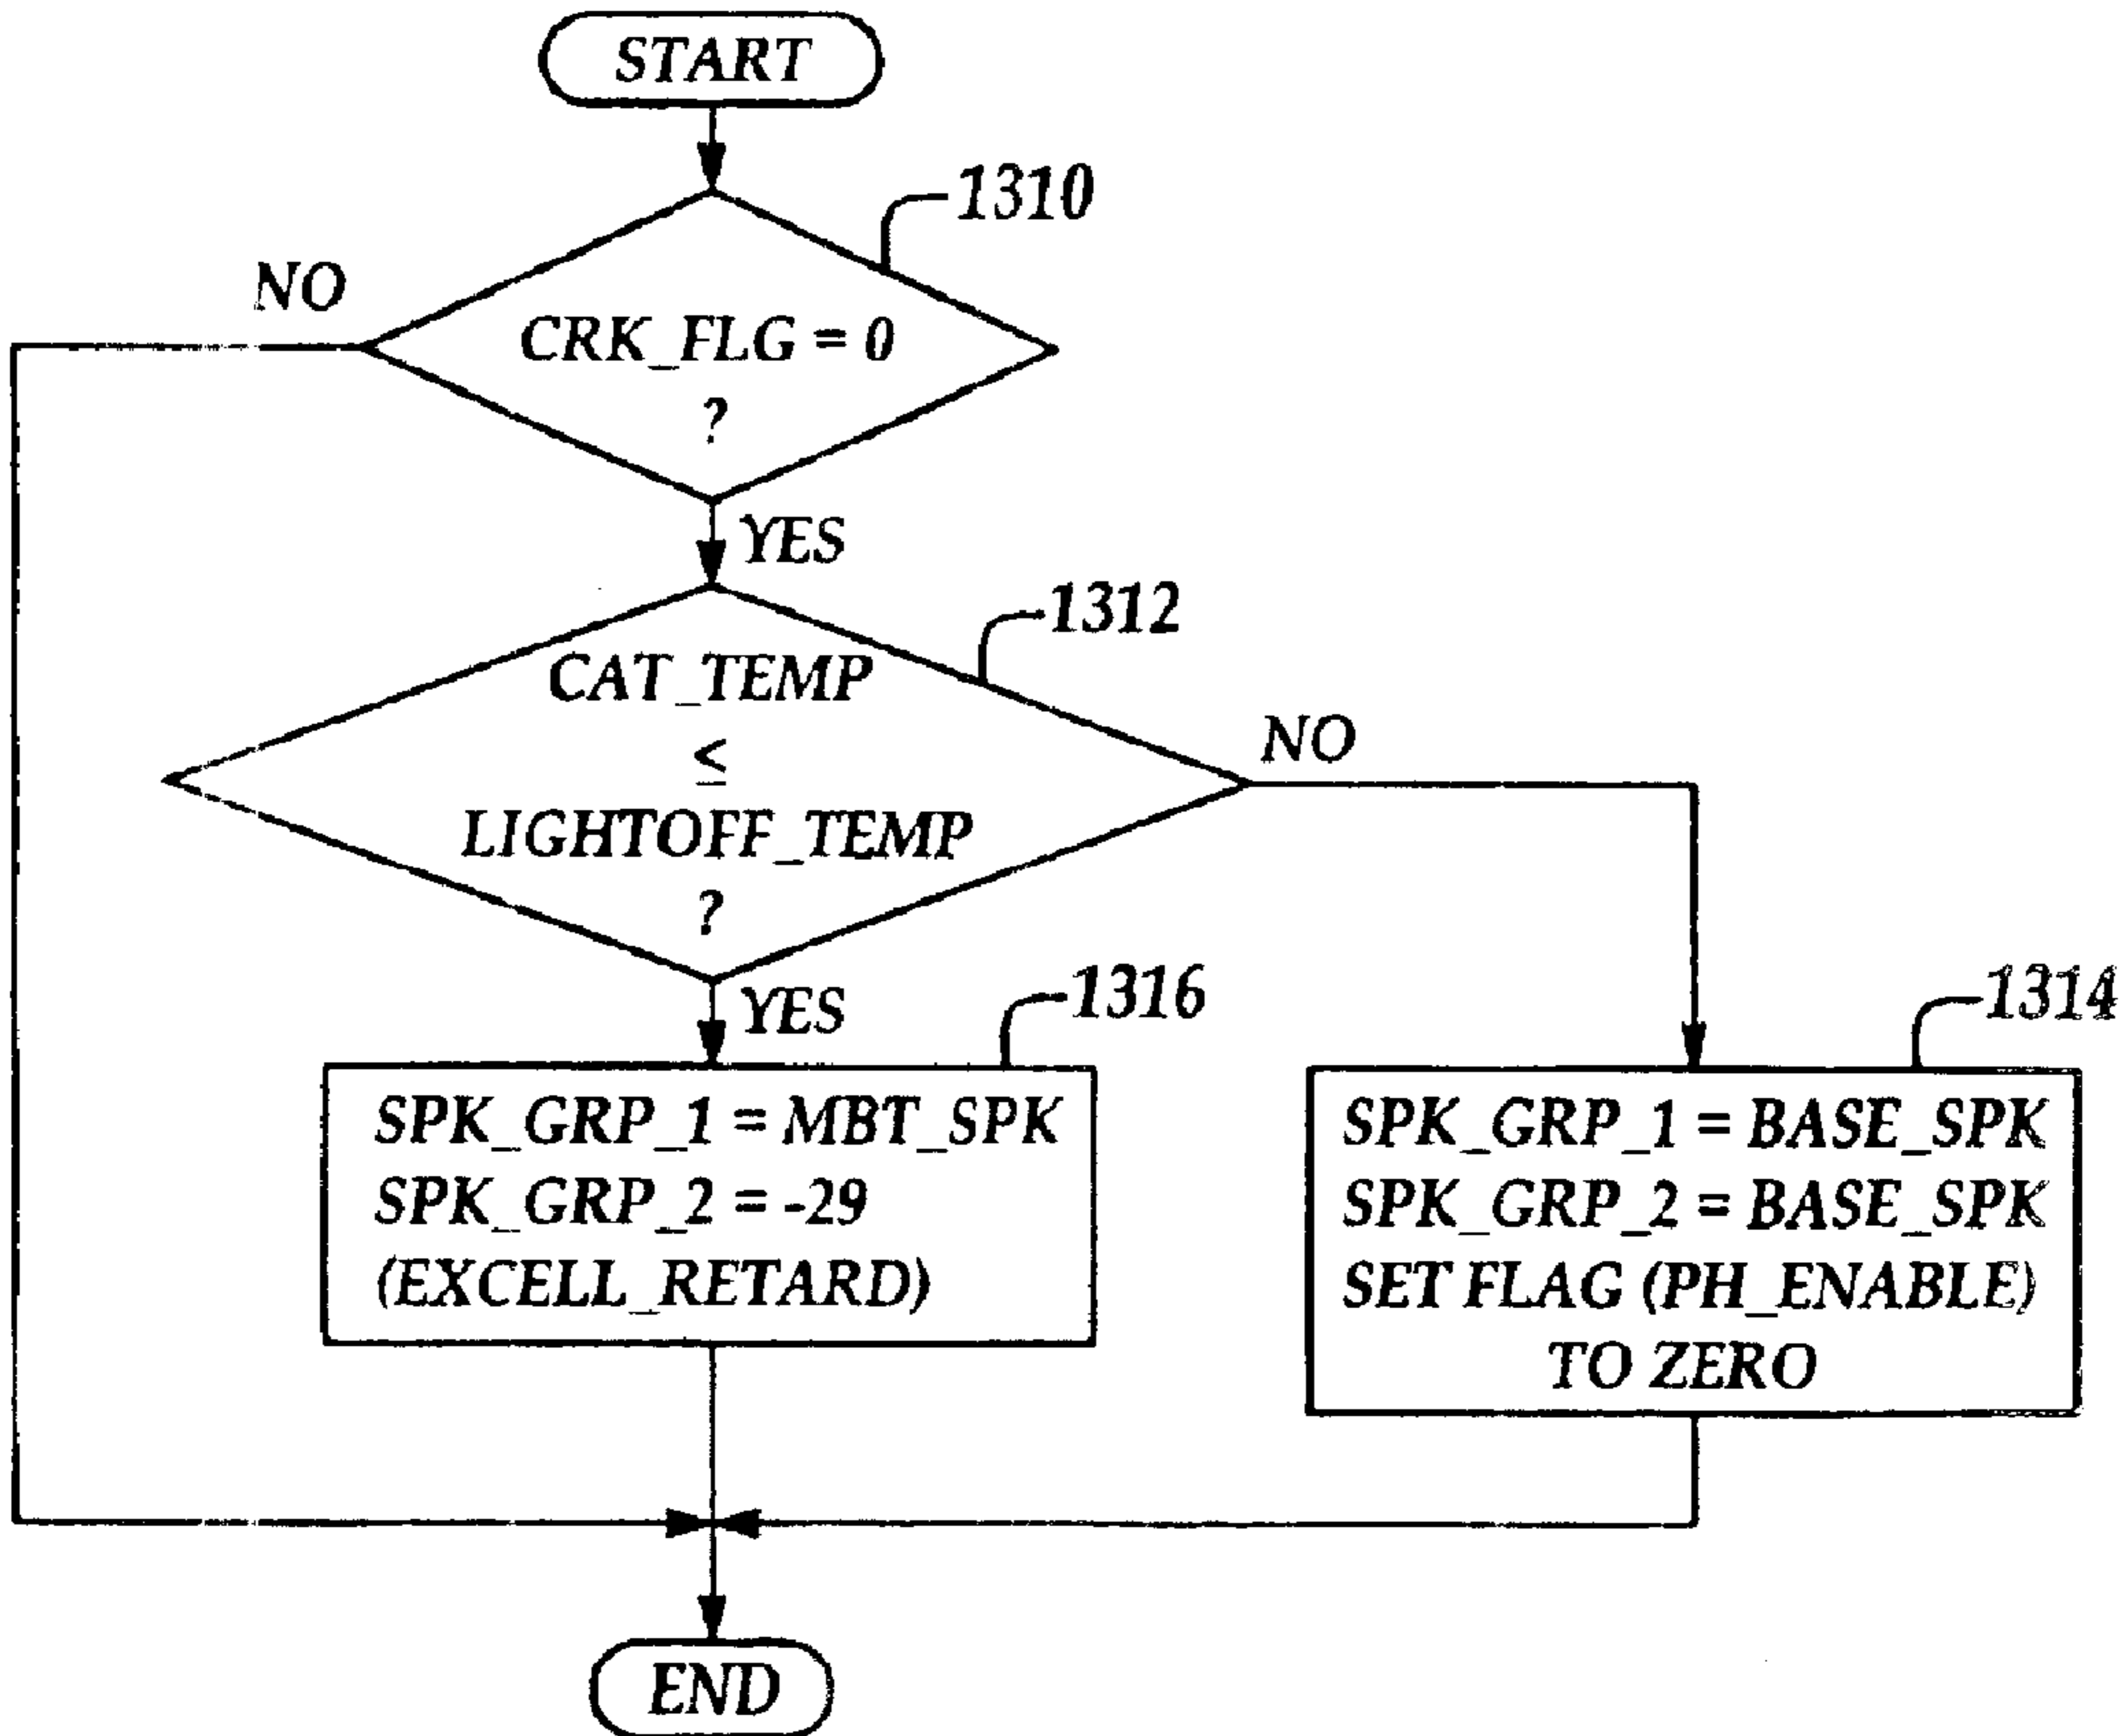 START
1310
NO
CRK_FLG = 0
?
YES
1312
CAT_TEMP
≤
LIGHTOFF_TEMP
?
NO
YES
1316
1314
SPK_GRP_1 = MBT_SPK
SPK_GRP_2 = -29
(EXCELL_RETARD)
SPK_GRP_1 = BASE_SPK
SPK_GRP_2 = BASE_SPK
SET FLAG (PH_ENABLE)
TO ZERO
END